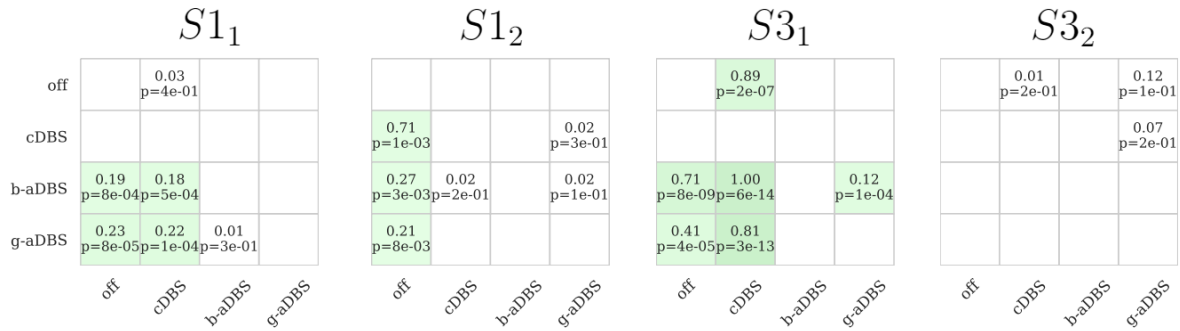 S1₁ S1₂ S3₁ S3₂
off
0.03
p=4e-01
0.89
p=2e-07
0.01
p=2e-01
0.12
p=1e-01
cDBS
0.71
p=1e-03
0.02
p=3e-01
0.07
p=2e-01
b-aDBS
0.19
p=8e-04
0.18
p=5e-04
0.27
p=3e-03
0.02
p=2e-01
0.02
p=1e-01
0.71
p=8e-09
1.00
p=6e-14
0.12
p=1e-04
g-aDBS
0.23
p=8e-05
0.22
p=1e-04
0.01
p=3e-01
0.21
p=8e-03
0.41
p=4e-05
0.81
p=3e-13
off cDBS b-aDBS g-aDBS off cDBS b-aDBS g-aDBS off cDBS b-aDBS g-aDBS off cDBS b-aDBS g-aDBS